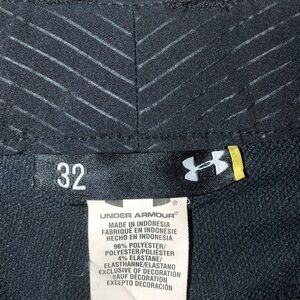 32
UNDER ARMOUR®
MADE IN INDONESIA
FABRIQUÉ EN INDONÉSIE
HECHO EN INDONESIA
96% POLYESTER/
POLYESTER/POLIÉSTER
4% ELASTANE/
ELASTHANNE/ELASTANO
EXCLUSIVE OF DECORATION
SAUF DÉCORATION
EXCEPTO DECORACIÓN